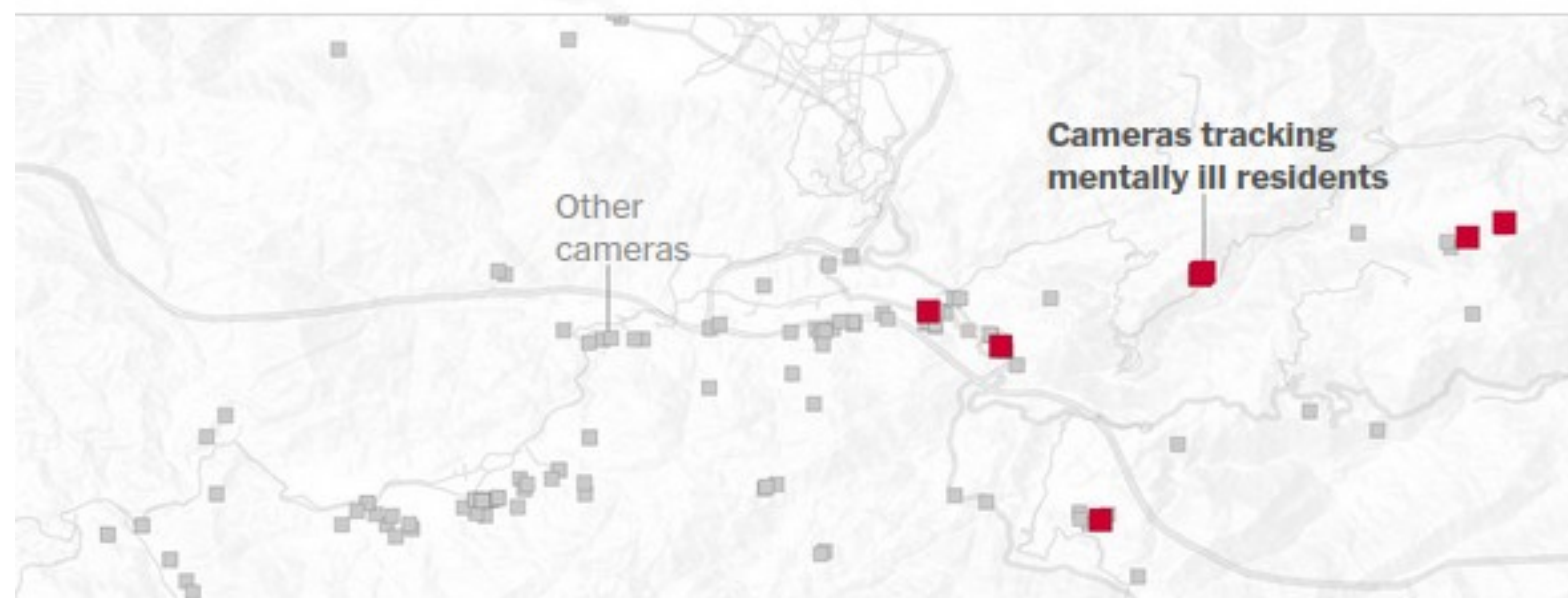 Cameras tracking
mentally ill residents
Other
cameras